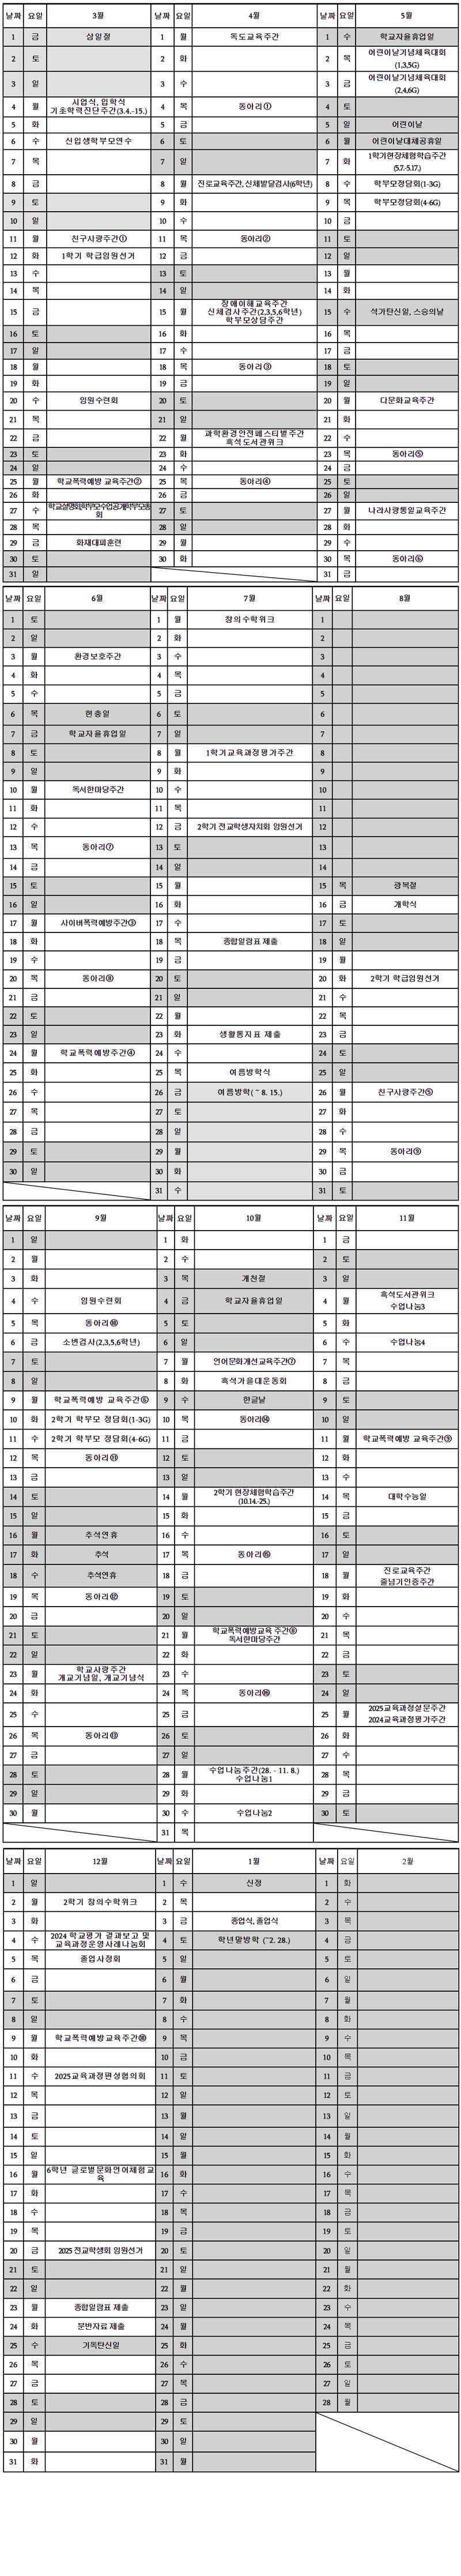 날짜 요일 3월 날짜 요일 4월 날짜 요일 5월
1 금 삼일절 1 월 독도교육주간 1 수 학교자율휴업일
2 토 2 화 2 목 어린이날기념체육대회
(1,3,5G)
3 일 3 수 3 금 어린이날기념체육대회
(2,4,6G)
4 월 시업식, 입학식
기초학력진단주간(3.4.-15.) 4 목 동아리① 4 토
5 화 5 금 5 일 어린이날
6 수 신입생학부모연수 6 토 6 월 어린이날대체공휴일
7 목 7 일 7 화 1학기현장체험학습주간
(5.7.-5.17.)
8 금 8 월 진로교육주간, 신체발달검사(6학년) 8 수 학부모정담회(1-3G)
9 토 9 화 9 목 학부모정담회(4-6G)
10 일 10 수 10 금
11 월 친구사랑주간① 11 목 동아리② 11 토
12 화 1학기 학급임원선거 12 금 12 일
13 수 13 토 13 월
14 목 14 일 14 화
15 금 15 월 장애이해교육주간
신체검사주간(2,3,5,6학년)
학부모상담주간 15 수 석가탄신일, 스승의날
16 토 16 화 16 목
17 일 17 수 17 금
18 월 18 목 동아리③ 18 토
19 화 19 금 19 일
20 수 임원수련회 20 토 20 월 다문화교육주간
21 목 21 일 21 화
22 금 22 월 과학환경안전페스티벌주간
흑석도서관위크 22 수
23 토 23 화 23 목 동아리⑤
24 일 24 수 24 금
25 월 학교폭력예방 교육주간② 25 목 동아리④ 25 토
26 화 26 금 26 일
27 수 학교설명회,학부모수업공개,학부모총
회 27 토 27 월 나라사랑통일교육주간
28 목 28 일 28 화
29 금 화재대피훈련 29 월 29 수
30 토 30 화 30 목 동아리⑥
31 일 31 금
날짜 요일 6월 날짜 요일 7월 날짜 요일 8월
1 토 1 월 창의수학위크 1
2 일 2 화 2
3 월 환경보호주간 3 수 3
4 화 4 목 4
5 수 5 금 5
6 목 현충일 6 토 6
7 금 학교자율휴업일 7 일 7
8 토 8 월 1학기교육과정평가주간 8
9 일 9 화 9
10 월 독서한마당주간 10 수 10
11 화 11 목 11
12 수 12 금 2학기 전교학생자치회 임원선거 12
13 목 동아리⑦ 13 토 13
14 금 14 일 14
15 토 15 월 15 목 광복절
16 일 16 화 16 금 개학식
17 월 사이버폭력예방주간③ 17 수 17 토
18 화 18 목 종합일람표 제출 18 일
19 수 19 금 19 월
20 목 동아리⑧ 20 토 20 화 2학기 학급임원선거
21 금 21 일 21 수
22 토 22 월 22 목
23 일 23 화 생활통지표 제출 23 금
24 월 학교폭력예방주간④ 24 수 24 토
25 화 25 목 여름방학식 25 일
26 수 26 금 여름방학( ~ 8. 15.) 26 월 친구사랑주간⑤
27 목 27 토 27 화
28 금 28 일 28 수
29 토 29 월 29 목 동아리⑨
30 일 30 화 30 금
31 수 31 토
날짜 요일 9월 날짜 요일 10월 날짜 요일 11월
1 일 1 화 1 금
2 월 2 수 2 토
3 화 3 목 개천절 3 일
4 수 임원수련회 4 금 학교자율휴업일 4 월 흑석도서관위크
수업나눔3
5 목 동아리⑩ 5 토 5 화
6 금 소변검사(2,3,5,6학년) 6 일 6 수 수업나눔4
7 토 7 월 언어문화개선교육주간⑦ 7 목
8 일 8 화 흑석가을대운동회 8 금
9 월 학교폭력예방 교육주간⑥ 9 수 한글날 9 토
10 화 2학기 학부모 정담회(1-3G) 10 목 동아리⑭ 10 일
11 수 2학기 학부모 정담회(4-6G) 11 금 11 월 학교폭력예방 교육주간⑨
12 목 동아리⑪ 12 토 12 화
13 금 13 일 13 수
14 토 14 월 2학기 현장체험학습주간
(10.14.-25.) 14 목 대학수능일
15 일 15 화 15 금
16 월 추석연휴 16 수 16 토
17 화 추석 17 목 동아리⑮ 17 일
18 수 추석연휴 18 금 18 월 진로교육주간
줄넘기인증주간
19 목 동아리⑫ 19 토 19 화
20 금 20 일 20 수
21 토 21 월 학교폭력예방교육 주간⑧
독서한마당주간 21 목
22 일 22 화 22 금
23 월 학교사랑주간
개교기념일, 개교기념식 23 수 23 토
24 화 24 목 동아리⑯ 24 일
25 수 25 금 25 월 2025교육과정설문주간
2024교육과정평가주간
26 목 동아리⑬ 26 토 26 화
27 금 27 일 27 수
28 토 28 월 수업나눔주간(28. - 11. 8.)
수업나눔1 28 목
29 일 29 화 29 금
30 월 30 수 수업나눔2 30 토
31 목
날짜 요일 12월 날짜 요일 1월 날짜 요일 2월
1 일 1 수 신정 1 화
2 월 2학기 창의수학위크 2 목 2 수
3 화 3 금 종업식, 졸업식 3 목
4 수 2024 학교평가 결과보고 및
교육과정운영사례나눔회 4 토 학년말방학 (~2. 28.) 4 금
5 목 졸업사정회 5 일 5 토
6 금 6 월 6 일
7 토 7 화 7 월
8 일 8 수 8 화
9 월 학교폭력예방교육주간⑩ 9 목 9 수
10 화 10 금 10 목
11 수 2025교육과정편성협의회 11 토 11 금
12 목 12 일 12 토
13 금 13 월 13 일
14 토 14 일 14 월
15 일 15 월 15 화
16 월 6학년 글로벌문화언어체험교
육 16 화 16 수
17 화 17 수 17 목
18 수 18 목 18 금
19 목 19 금 19 토
20 금 2025 전교학생회 임원선거 20 토 20 일
21 토 21 일 21 월
22 일 22 월 22 화
23 월 종합일람표 제출 23 일 23 수
24 화 분반자료 제출 24 월 24 목
25 수 기독탄신일 25 화 25 금
26 목 26 수 26 토
27 금 27 목 27 일
28 토 28 금 28 월
29 일 29 토
30 월 30 일
31 화 31 월